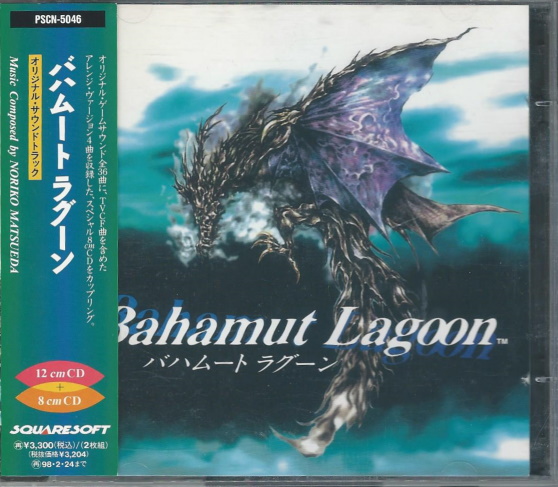 PSCN-5046
バハムート ラグーン
オリジナル・サウンドトラック
Music Composed by NORIKO MATSUEDA
オリジナル・ゲームサウンド全36曲に、TVCF曲を含めた
アレンジ・ヴァージョン4曲を収録した、スペシャル8cmCDをカップリング。
12 cm CD
+
8 cm CD
SQUARESOFT
再¥3,300(税込)/(2枚組)
(税抜価格¥3,204)
再98・2・24まで
Bahamut Lagoon™
バハムート ラグーン